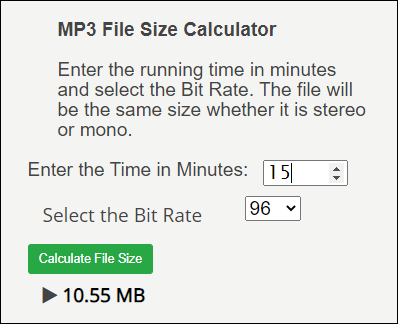 MP3 File Size Calculator
Enter the running time in minutes
and select the Bit Rate. The file will
be the same size whether it is stereo
or mono.
Enter the Time in Minutes: 15
Select the Bit Rate 96
Calculate File Size
▶ 10.55 MB